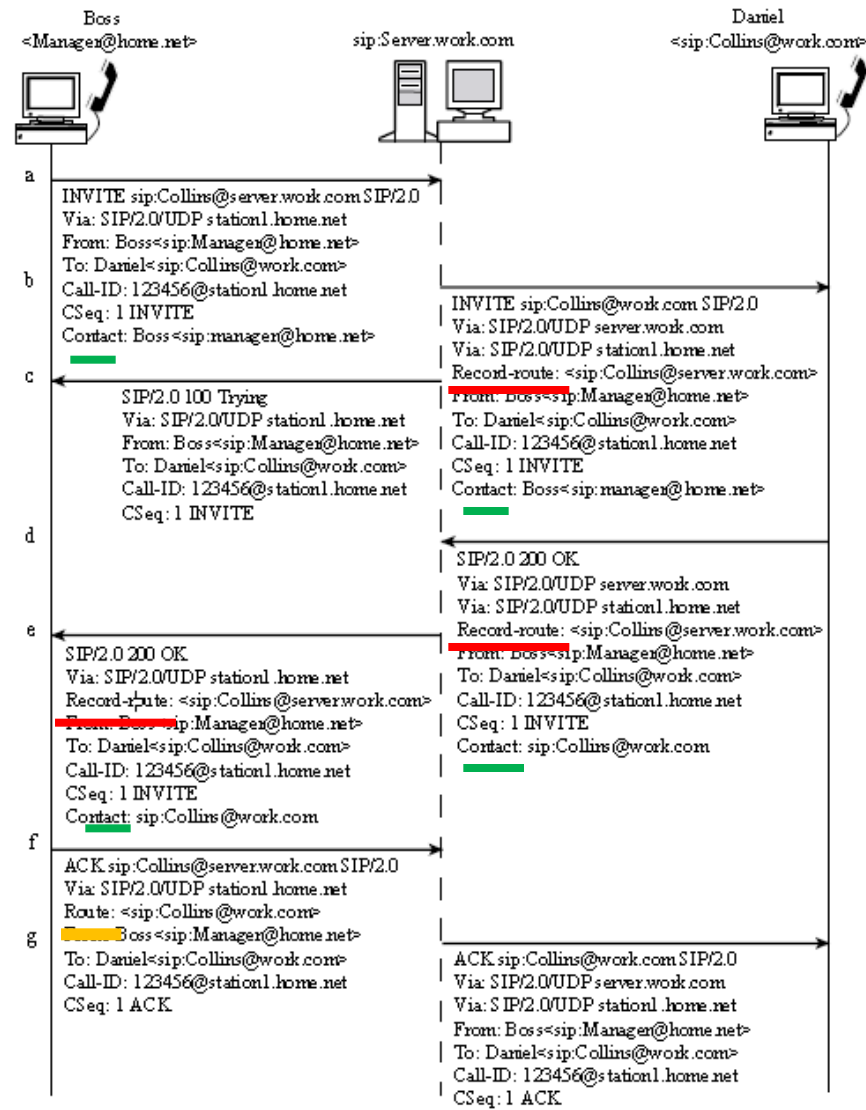 Boss
<Manager@home.net>
sip:Server.work.com
Daniel
<sip:Collins@work.com>
a
INVITE sip:Collins@server.work.com SIP/2.0
Via: SIP/2.0/UDP station1.home.net
From: Boss<sip:Manager@home.net>
To: Daniel<sip:Collins@work.com>
Call-ID: 123456@station1.home.net
CSeq: 1 INVITE
Contact: Boss<sip:manager@home.net>
b
INVITE sip:Collins@work.com SIP/2.0
Via: SIP/2.0/UDP server.work.com
Via: SIP/2.0/UDP station1.home.net
Record-route: <sip:Collins@server.work.com>
From: Boss<sip:Manager@home.net>
To: Daniel<sip:Collins@work.com>
Call-ID: 123456@station1.home.net
CSeq: 1 INVITE
Contact: Boss<sip:manager@home.net>
c
SIP/2.0 100 Trying
Via: SIP/2.0/UDP station1.home.net
From: Boss<sip:Manager@home.net>
To: Daniel<sip:Collins@work.com>
Call-ID: 123456@station1.home.net
CSeq: 1 INVITE
d
SIP/2.0 200 OK
Via: SIP/2.0/UDP server.work.com
Via: SIP/2.0/UDP station1.home.net
Record-route: <sip:Collins@server.work.com>
From: Boss<sip:Manager@home.net>
To: Daniel<sip:Collins@work.com>
Call-ID: 123456@station1.home.net
CSeq: 1 INVITE
Contact: sip:Collins@work.com
e
SIP/2.0 200 OK
Via: SIP/2.0/UDP station1.home.net
Record-route: <sip:Collins@server.work.com>
From: Boss<sip:Manager@home.net>
To: Daniel<sip:Collins@work.com>
Call-ID: 123456@station1.home.net
CSeq: 1 INVITE
Contact: sip:Collins@work.com
f
ACK sip:Collins@server.work.com SIP/2.0
Via: SIP/2.0/UDP station1.home.net
Route: <sip:Collins@work.com>
Boss<sip:Manager@home.net>
To: Daniel<sip:Collins@work.com>
Call-ID: 123456@station1.home.net
CSeq: 1 ACK
g
ACK sip:Collins@work.com SIP/2.0
Via: SIP/2.0/UDP server.work.com
Via: SIP/2.0/UDP station1.home.net
From: Boss<sip:Manager@home.net>
To: Daniel<sip:Collins@work.com>
Call-ID: 123456@station1.home.net
CSeq: 1 ACK